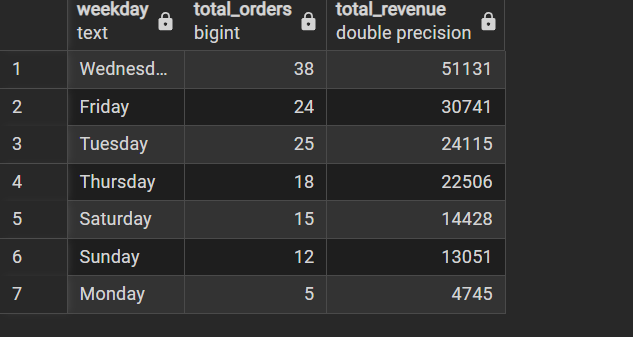 weekday total_orders total_revenue
text bigint double precision
1 Wednesd... 38 51131
2 Friday 24 30741
3 Tuesday 25 24115
4 Thursday 18 22506
5 Saturday 15 14428
6 Sunday 12 13051
7 Monday 5 4745